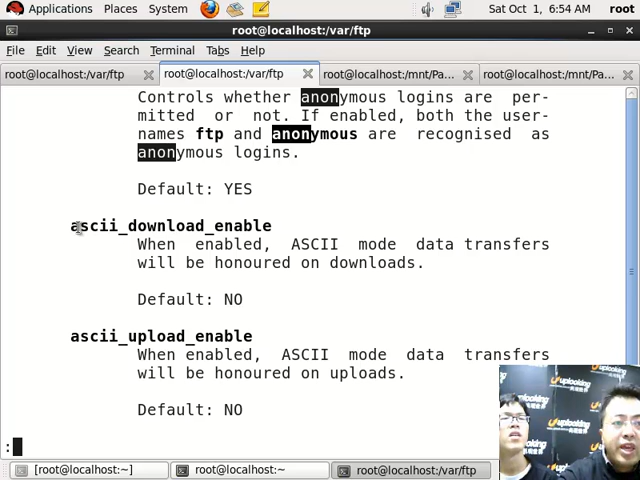 Applications Places System
Sat Oct 1, 6:54 AM root
root@localhost:/var/ftp
File Edit View Search Terminal Tabs Help
root@localhost:/var/ftp
root@localhost:/var/ftp
root@localhost:/mnt/Pa...
root@localhost:/mnt/Pa...
Controls whether anonymous logins are per-
mitted or not. If enabled, both the user-
names ftp and anonymous are recognised as
anonymous logins.
Default: YES
ascii_download_enable
When enabled, ASCII mode data transfers
will be honoured on downloads.
Default: NO
ascii_upload_enable
When enabled, ASCII mode data transfers
will be honoured on uploads.
Default: NO
:
[root@localhost:~]
root@localhost:~
root@localhost:/var/ftp
uplooking
uplooking